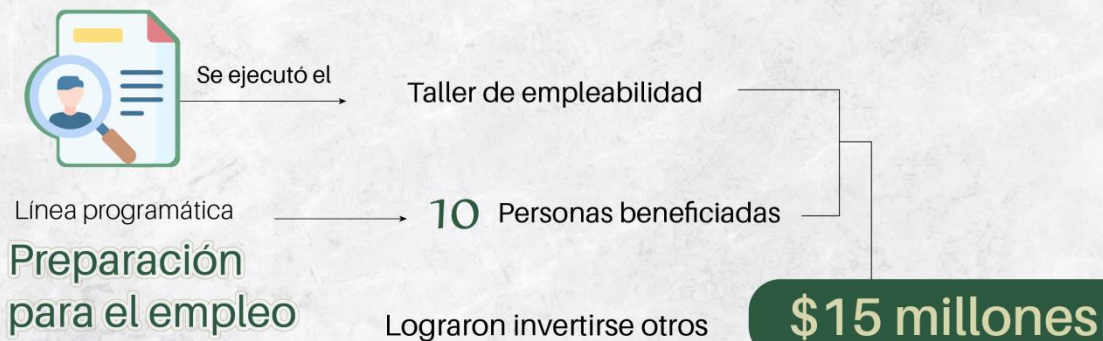 Se ejecutó el
Taller de empleabilidad
Línea programática
10 Personas beneficiadas
Preparación
para el empleo
Lograron invertirse otros
$15 millones